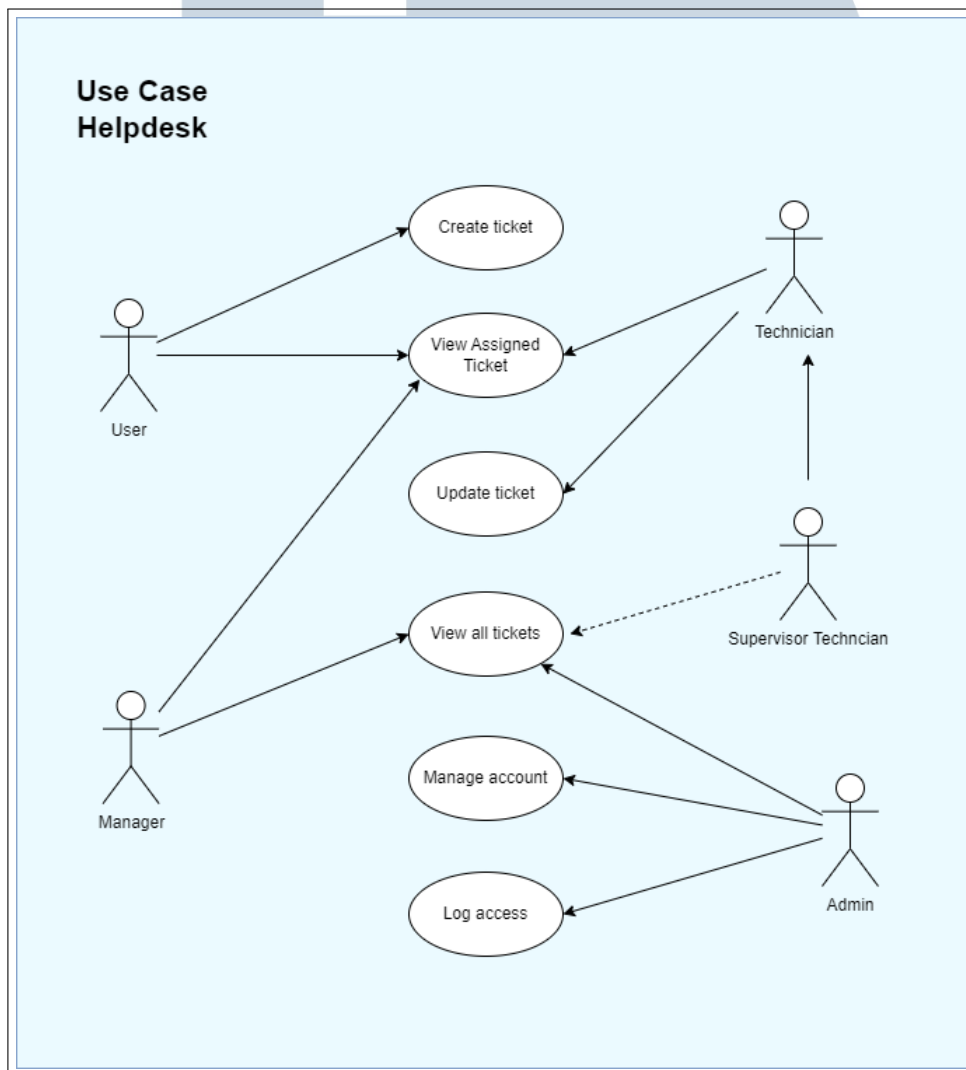 Use Case
Helpdesk
Create ticket
Technician
View Assigned
Ticket
User
Update ticket
View all tickets
Supervisor Techncian
Manage account
Manager
Log access
Admin